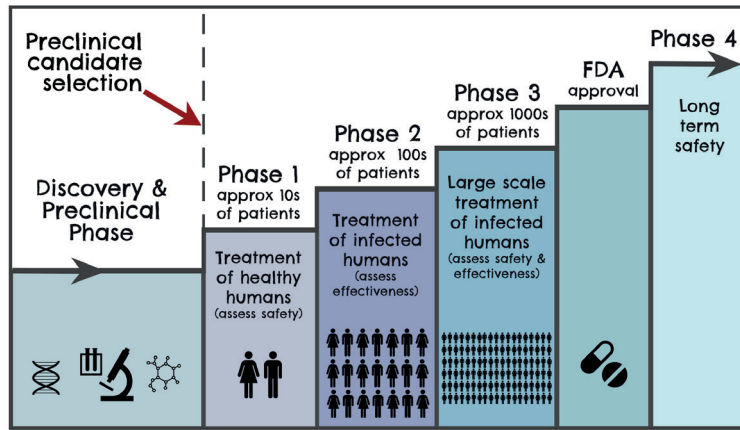 Preclinical
candidate
selection
Discovery &
Preclinical
Phase
Phase 1
approx 10s
of patients
Treatment
of healthy
humans
(assess safety)
Phase 2
approx 100s
of patients
Treatment
of infected
humans
(assess
effectiveness)
Phase 3
approx 1000s
of patients
Large scale
treatment
of infected
humans
(assess safety &
effectiveness)
FDA
approval
Phase 4
Long
term
safety